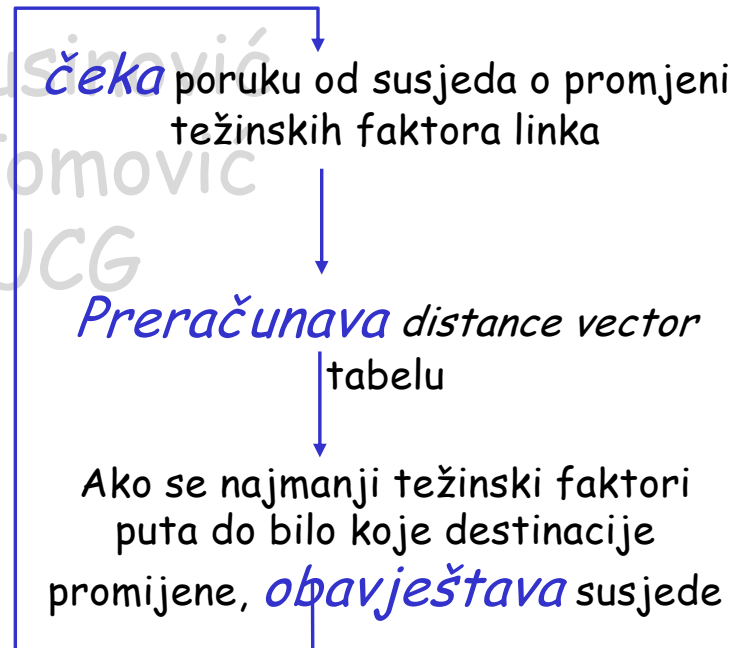 čeka poruku od susjeda o promjeni
težinskih faktora linka
Preračunava distance vector
tabelu
Ako se najmanji težinski faktori
puta do bilo koje destinacije
promijene, obavještava susjede